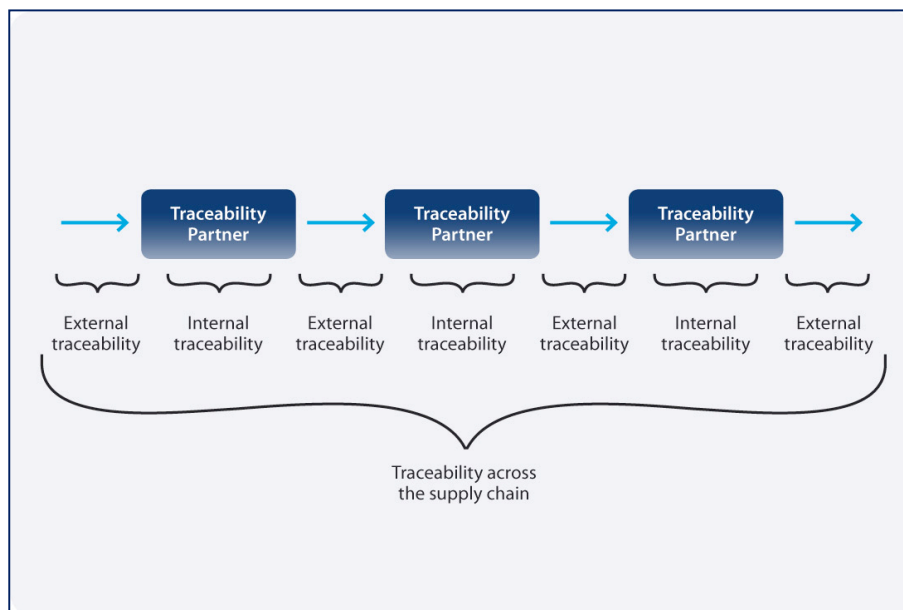 Traceability
Partner
Traceability
Partner
Traceability
Partner
External
traceability
Internal
traceability
External
traceability
Internal
traceability
External
traceability
Internal
traceability
External
traceability
Traceability across
the supply chain